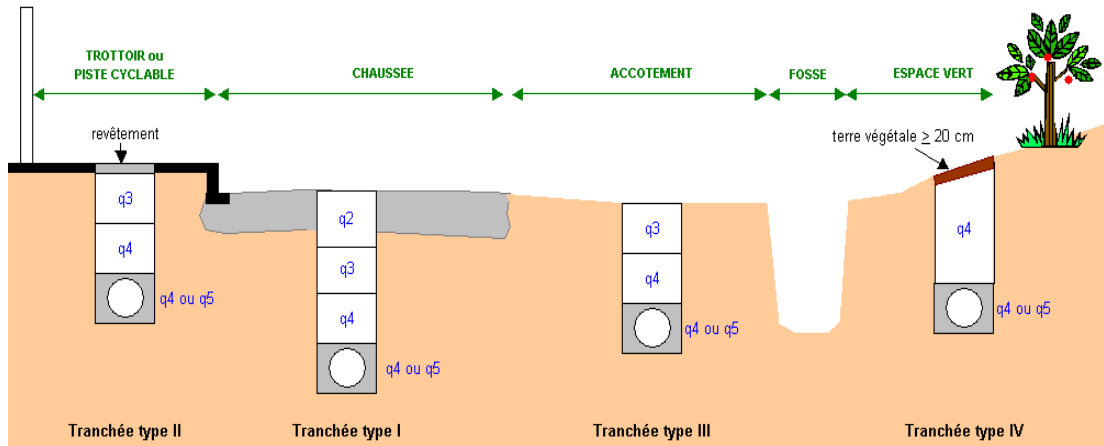 TROTTOIR ou
PISTE CYCLABLE
CHAUSSEE
ACCOTEMENT
FOSSE
ESPACE VERT
revêtement
terre végétale ≥ 20 cm
q3
q4
q4 ou q5
q2
q3
q4
q4 ou q5
q3
q4
q4 ou q5
q4
q4 ou q5
Tranchée type II
Tranchée type I
Tranchée type III
Tranchée type IV